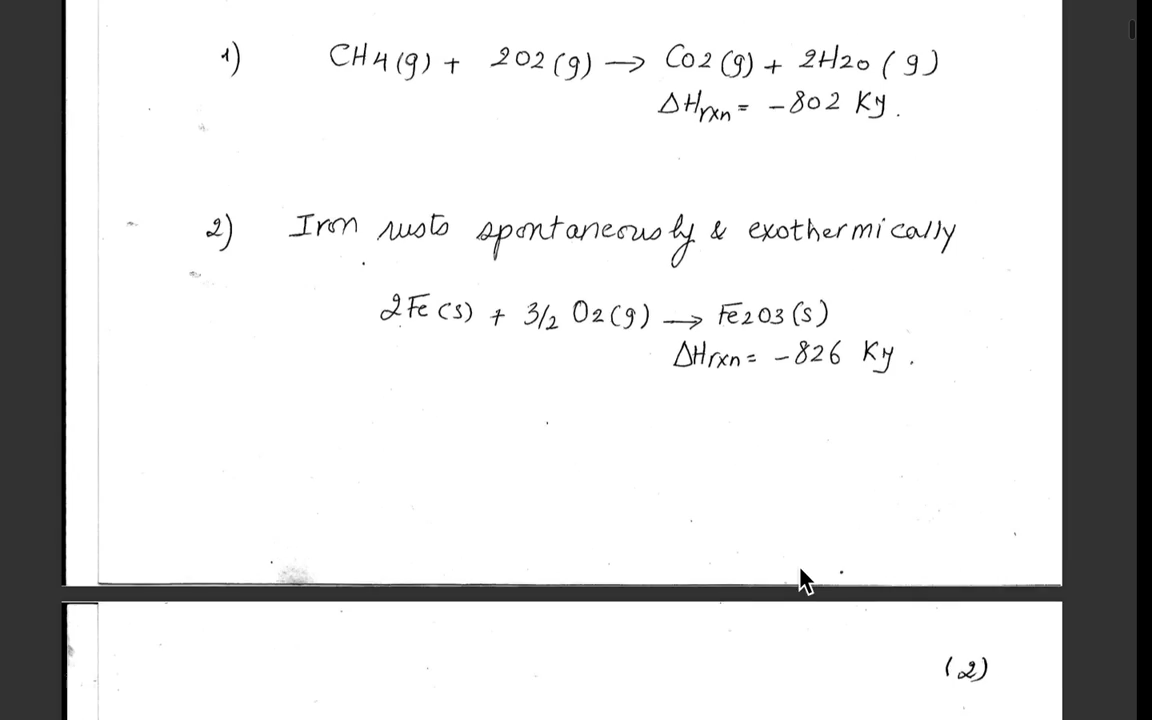 1) CH4(g) + 2O2(g) → CO2(g) + 2H2O(g)
ΔHrxn = -802 KJ.
2) Iron rusts spontaneously & exothermically
2Fe(s) + 3/2 O2(g) → Fe2O3(s)
ΔHrxn = -826 KJ.
(2)